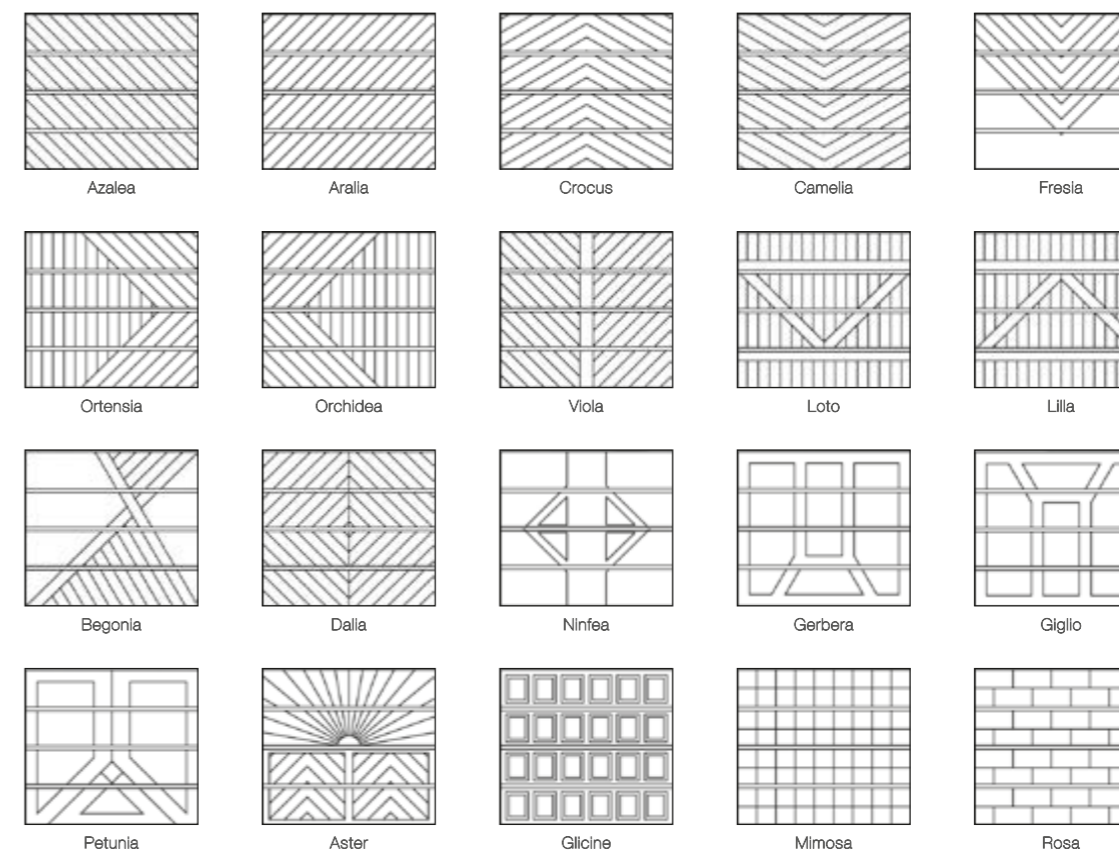 Azalea Aralia Crocus Camelia Fresia
Ortensia Orchidea Viola Loto Lilla
Begonia Dalia Ninfea Gerbera Giglio
Petunia Aster Glicine Mimosa Rosa